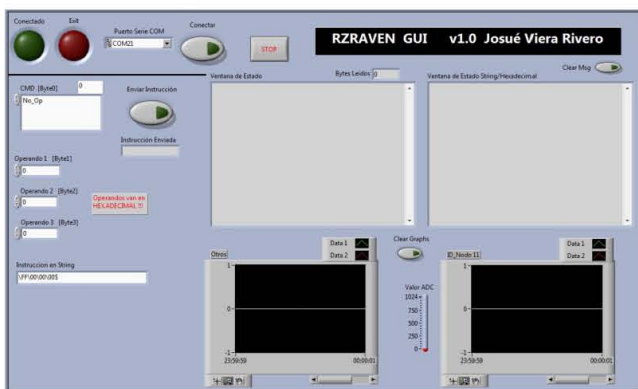 Conectado
Exit
Puerto Serie COM
COM21
Conectar
STOP
RZRAVEN GUI v1.0 Josué Viera Rivero
Clear Msg
CMD [Byte0]
0
No_Op
Enviar Instrucción
Instrucción Enviada
Ventana de Estado
Bytes Leidos
0
Ventana de Estado String/Hexadecimal
Operando 1 [Byte1]
0
Operando 2 [Byte2]
0
Operandos van en
HEXADECIMAL !!!
Operando 3 [Byte3]
0
Instruccion en String
\FF\00\00\00$
Otros
Data 1
Data 2
1
0
-1
23:59:59
00:00:01
Clear Graphs
Valor ADC
1024
750
500
250
0
ID_Nodo 11
Data 1
Data 2
1
0
-1
23:59:59
00:00:01